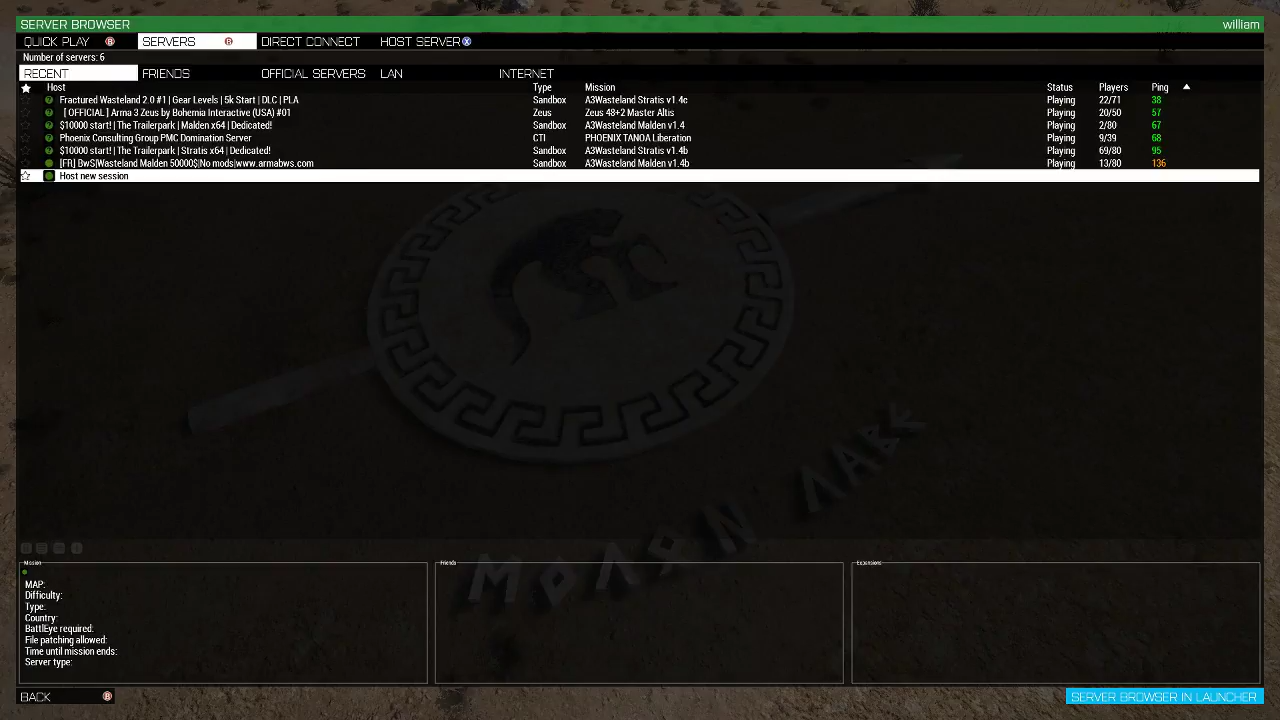 SERVER BROWSER william
QUICK PLAY B SERVERS B DIRECT CONNECT HOST SERVER X
Number of servers: 6
RECENT FRIENDS OFFICIAL SERVERS LAN INTERNET
Host Type Mission Status Players Ping
Fractured Wasteland 2.0 #1 | Gear Levels | 5k Start | DLC | PLA Sandbox A3Wasteland Stratis v1.4c Playing 22/71 38
[ OFFICIAL ] Arma 3 Zeus by Bohemia Interactive (USA) #01 Zeus Zeus 48+2 Master Altis Playing 20/50 57
$10000 start! | The Trailerpark | Malden x64 | Dedicated! Sandbox A3Wasteland Malden v1.4 Playing 2/80 67
Phoenix Consulting Group PMC Domination Server CTI PHOENIX TANOA Liberation Playing 9/39 68
$10000 start! | The Trailerpark | Stratis x64 | Dedicated! Sandbox A3Wasteland Stratis v1.4b Playing 69/80 95
[FR] BwS|Wasteland Malden 50000$|No mods|www.armabws.com Sandbox A3Wasteland Malden v1.4b Playing 13/80 136
Host new session
ΜΟΛΩΝ ΛΑΒΕ
Mission Friends Expansions
MAP:
Difficulty:
Type:
Country:
BattlEye required:
File patching allowed:
Time until mission ends:
Server type:
BACK B SERVER BROWSER IN LAUNCHER